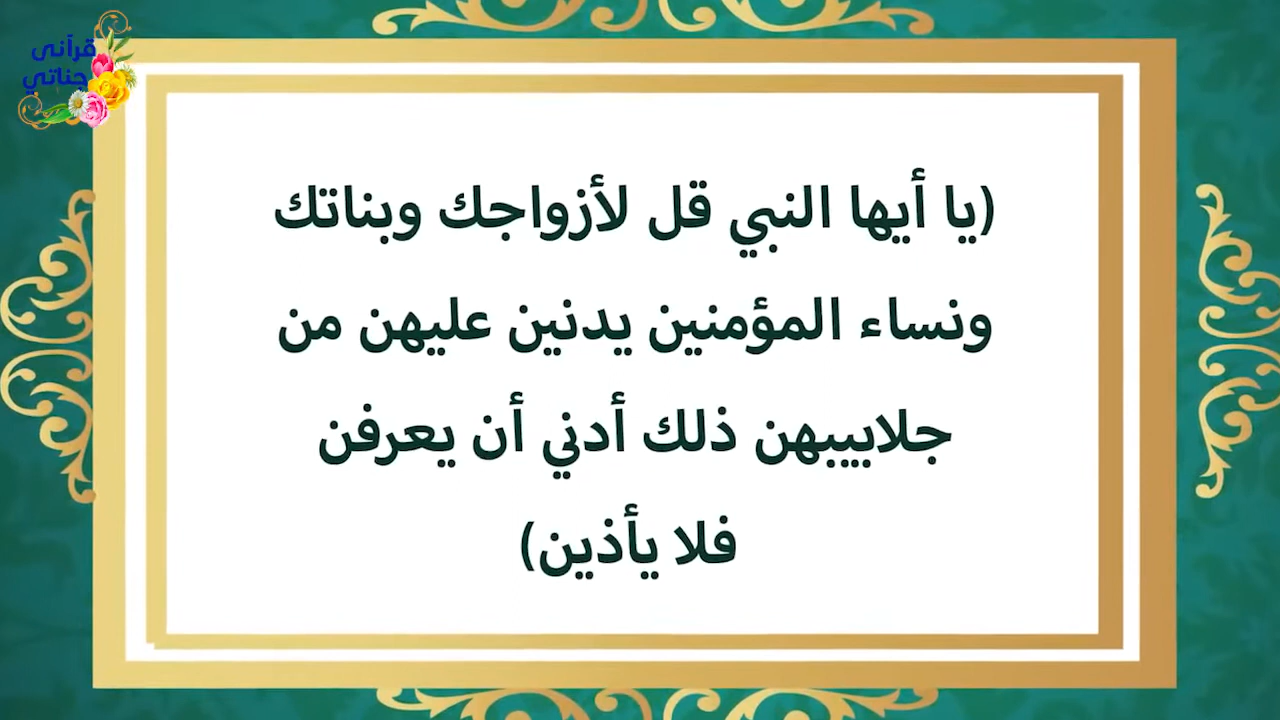 قرآنى
جناتي
(يا أيها النبي قل لأزواجك وبناتك
ونساء المؤمنين يدنين عليهن من
جلابيبهن ذلك أدني أن يعرفن
فلا يأذين)